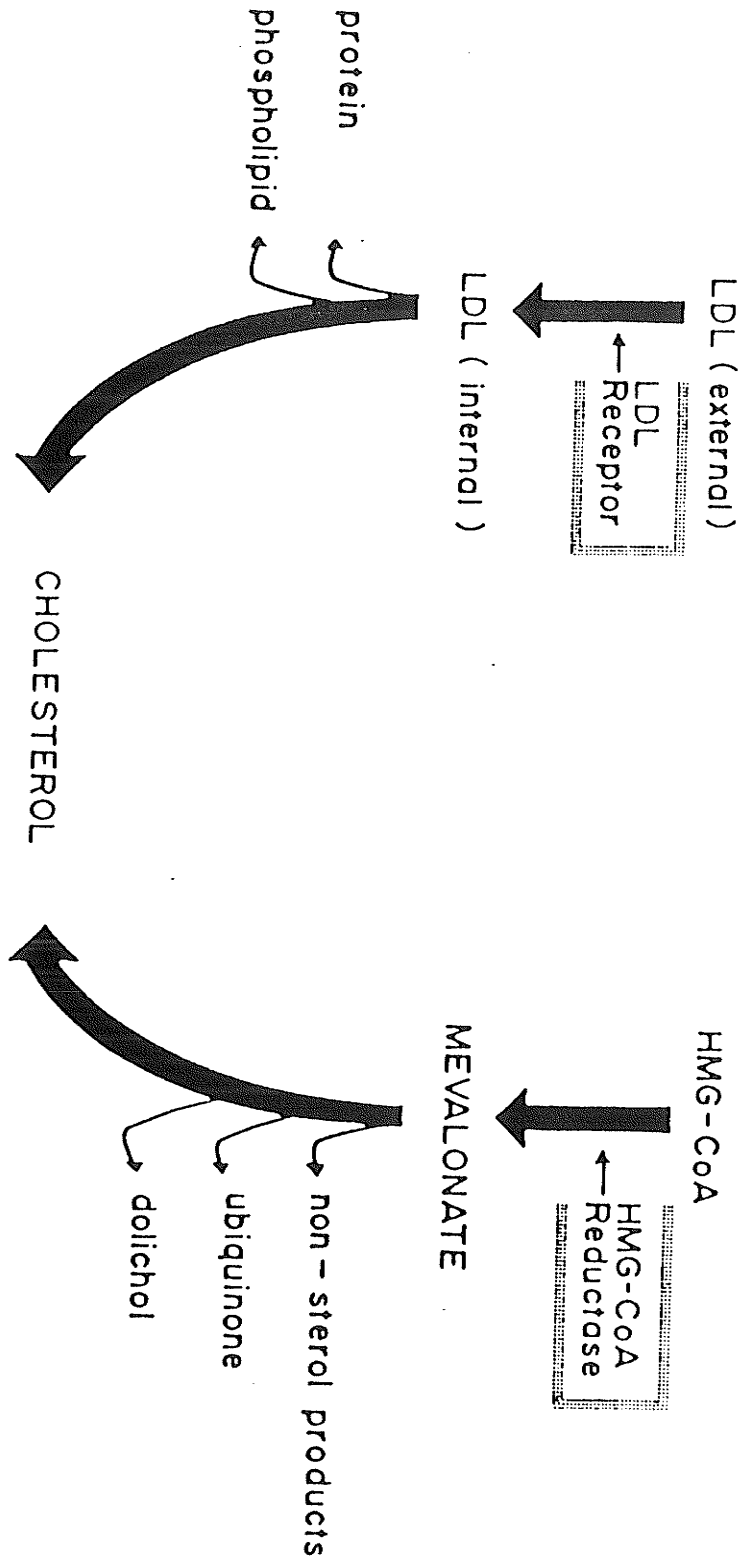 LDL ( external )
LDL
Receptor
LDL ( internal )
protein
phospholipid
CHOLESTEROL
HMG-CoA
HMG-CoA
Reductase
MEVALONATE
non-sterol products
ubiquinone
dolichol